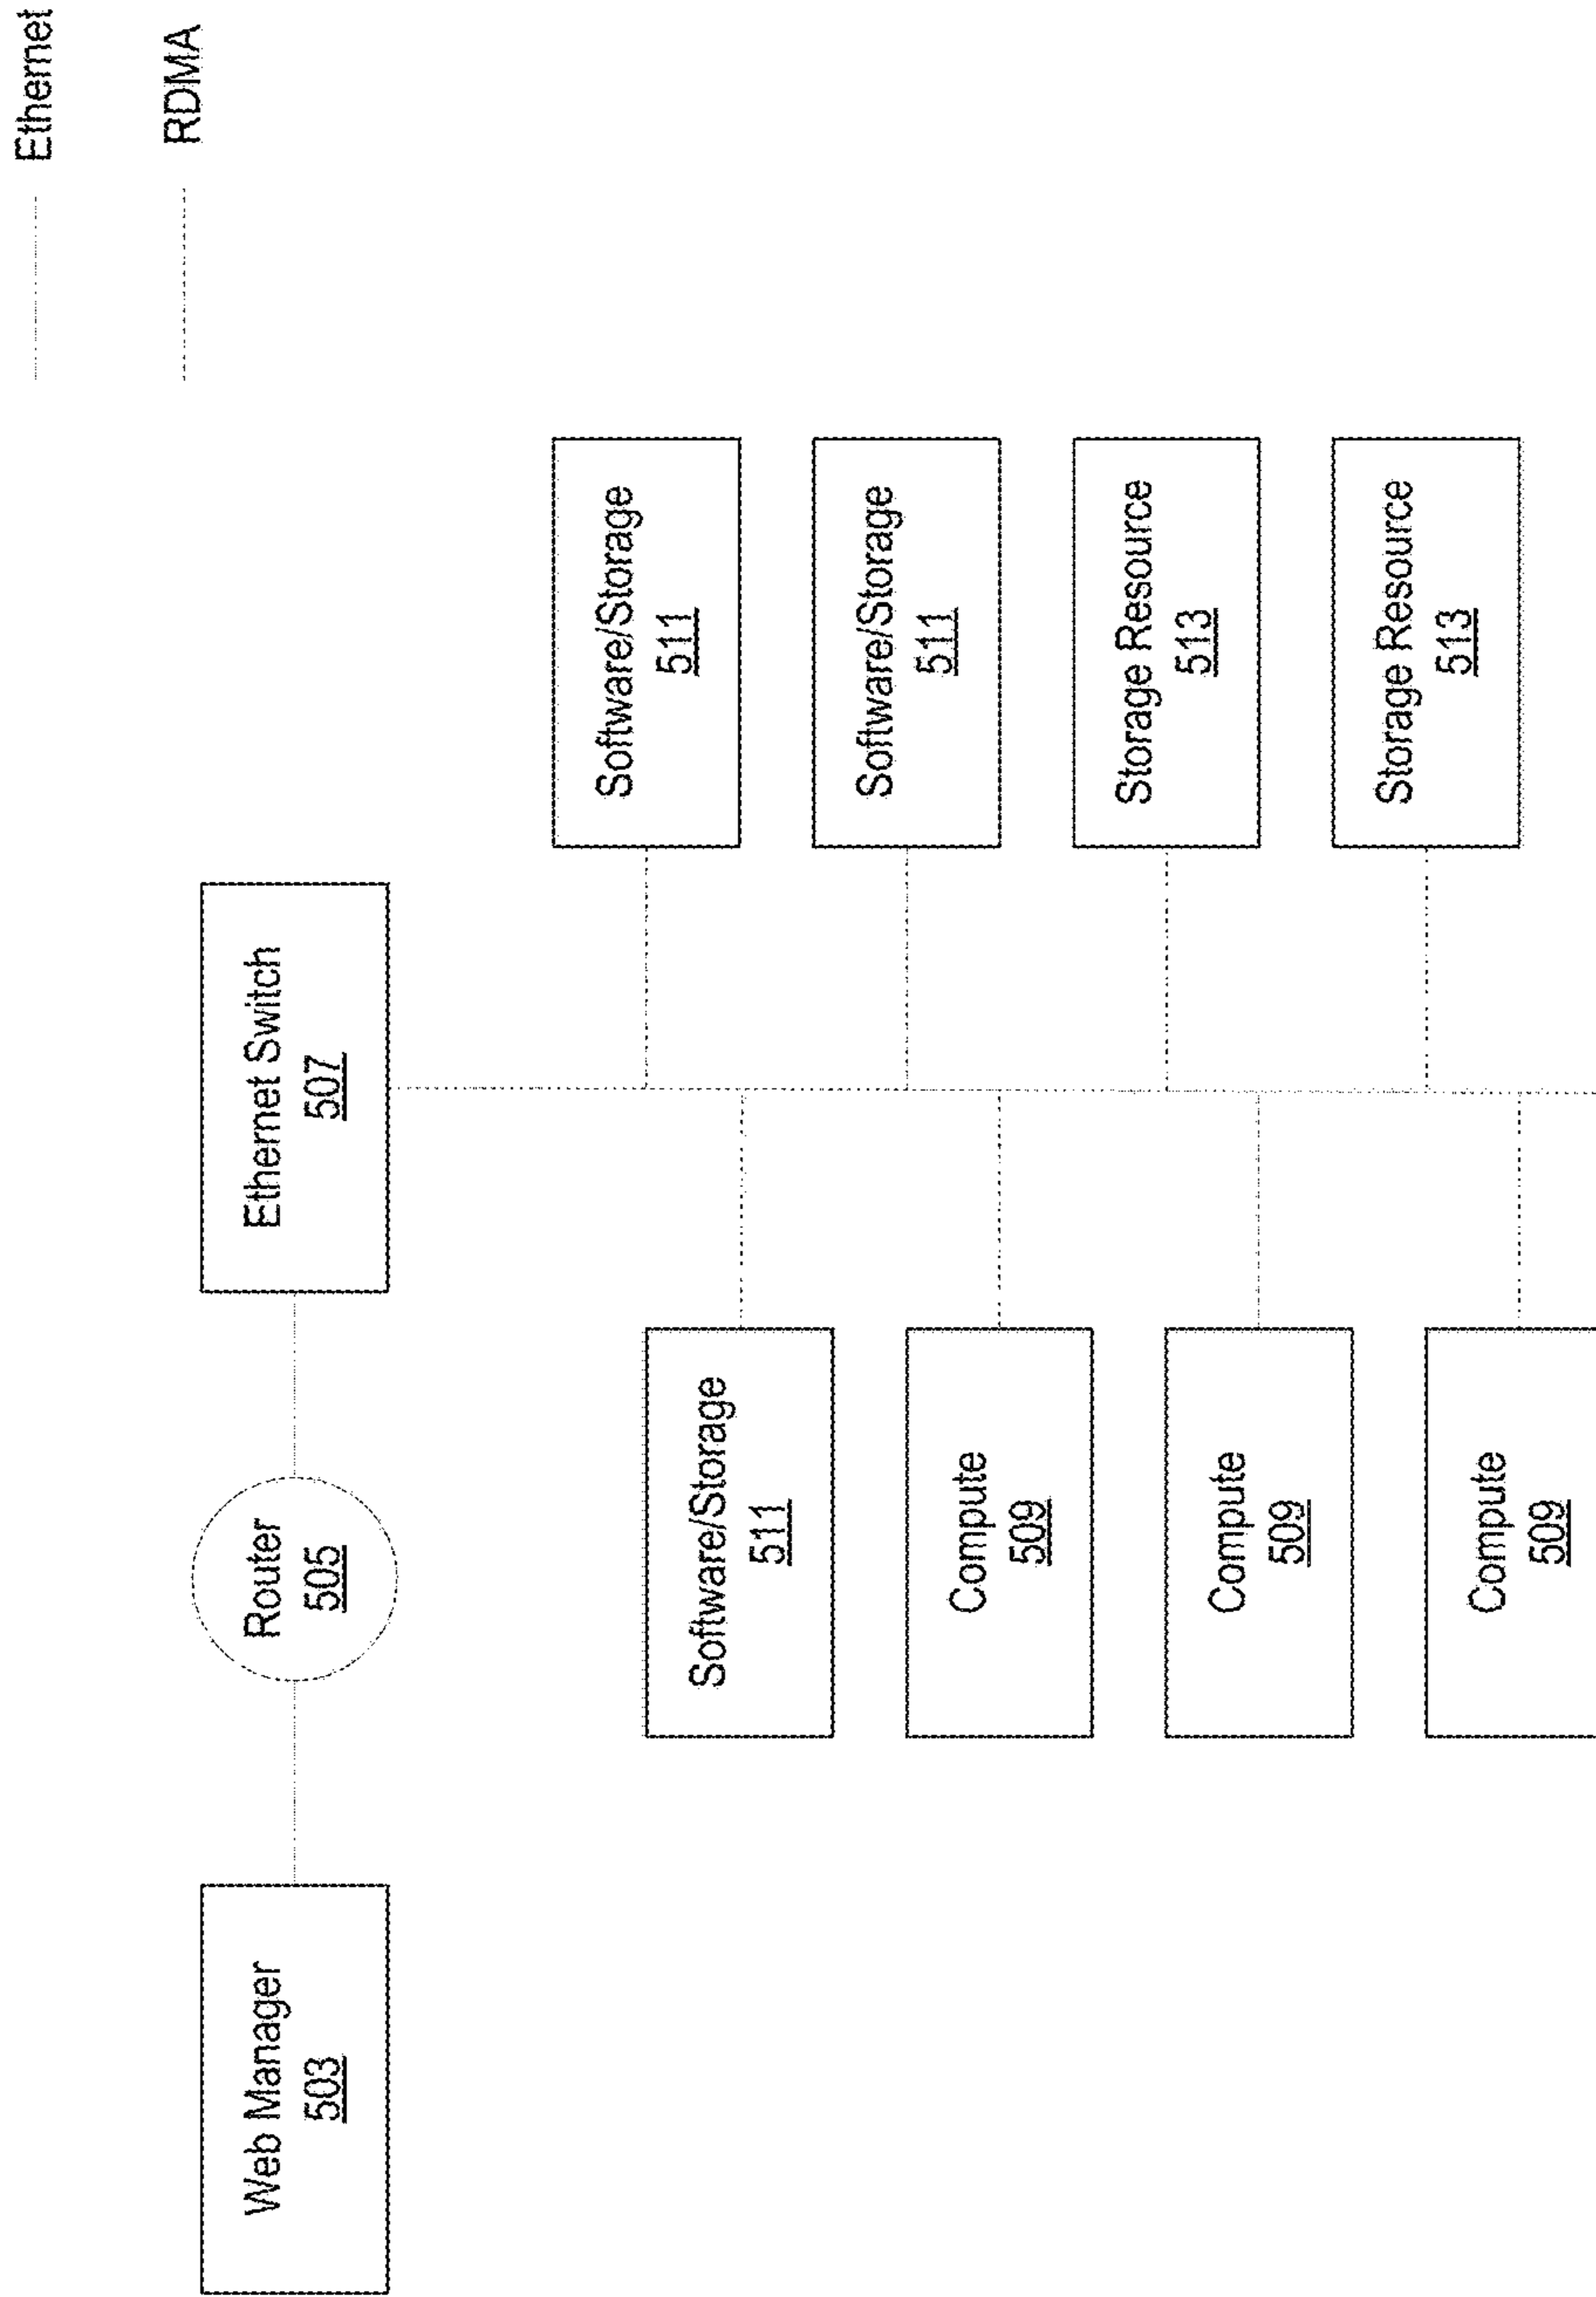 Ethernet
RDMA
Web Manager
503
Router
505
Ethernet Switch
507
Software/Storage
511
Software/Storage
511
Software/Storage
511
Compute
509
Storage Resource
513
Compute
509
Storage Resource
513
Compute
509